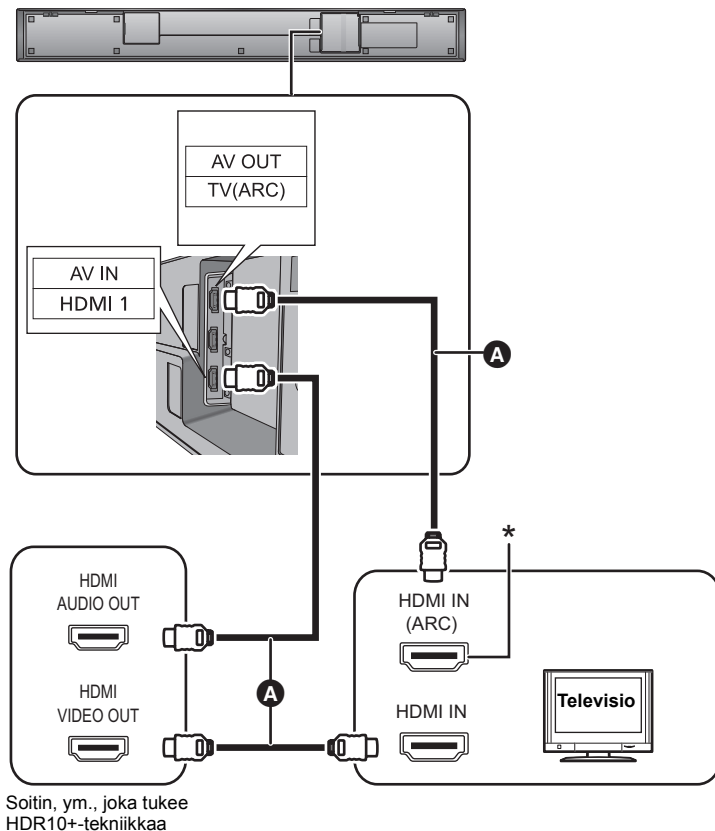 AV OUT
TV(ARC)
AV IN
HDMI 1
A
*
HDMI
AUDIO OUT
HDMI IN
(ARC)
A
HDMI
VIDEO OUT
HDMI IN
Televisio
Soitin, ym., joka tukee
HDR10+-tekniikkaa